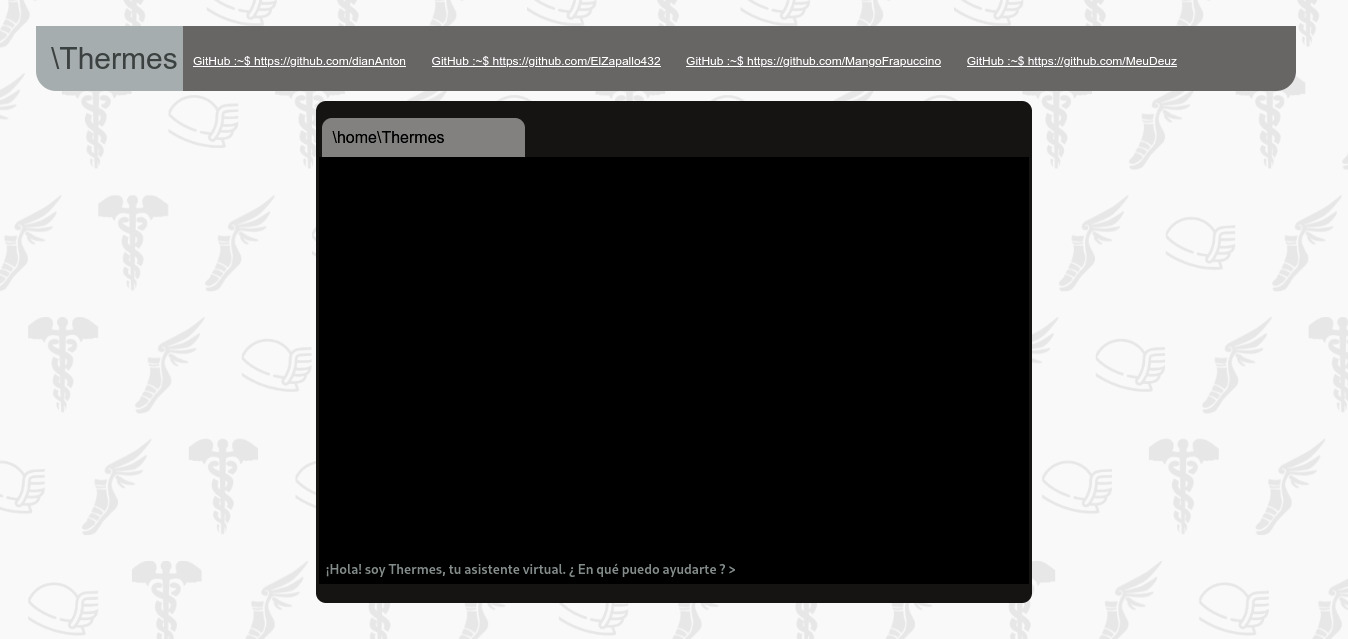 \Thermes
GitHub :~$ https://github.com/dianAnton GitHub :~$ https://github.com/ElZapallo432 GitHub :~$ https://github.com/MangoFrapuccino GitHub :~$ https://github.com/MeuDeuz
\home\Thermes
¡Hola! soy Thermes, tu asistente virtual. ¿ En qué puedo ayudarte ? >